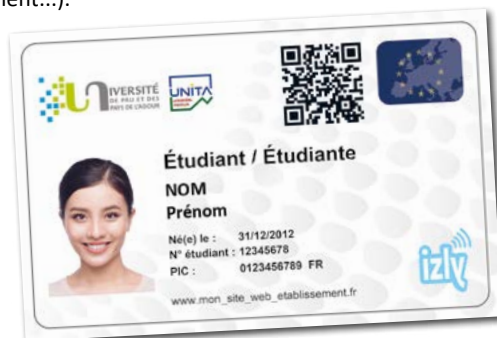 ment...).
UNIVERSITÉ
DE PAU ET DES
PAYS DE L'ADOUR
UNITA
Étudiant / Étudiante
NOM
Prénom
Né(e) le : 31/12/2012
N° étudiant : 12345678
PIC : 0123456789 FR
www.mon_site_web_etablissement.fr
izly